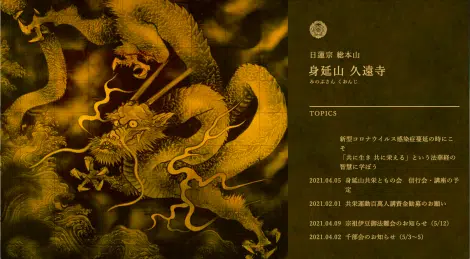 日蓮宗 総本山
身延山 久遠寺
みのぶさん くおんじ
TOPICS
新型コロナウイルス感染症蔓延の時にこ
そ
「共に生き 共に栄える」という法華経の
智慧に学ぼう
2021.04.05 身延山共栄ともの会 信行会・講座の予
定
2021.02.01 共栄運動百萬人講賛会勧募のお願い
2021.04.09 宗祖伊豆御法難会のお知らせ（5/12）
2021.04.02 千部会のお知らせ（5/3～5）